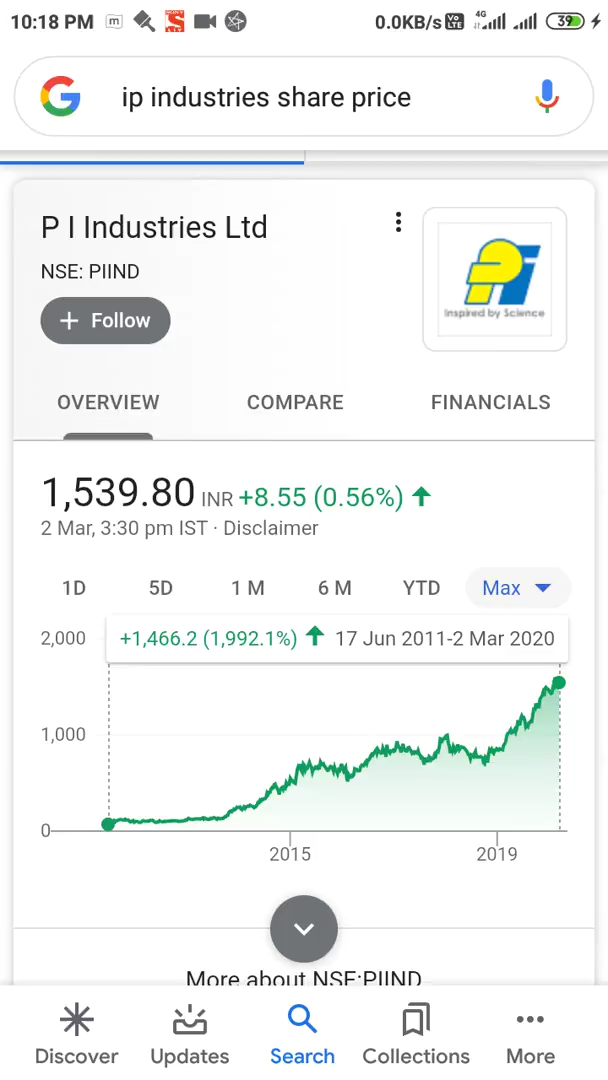 10:18 PM m 0.0KB/s Vo LTE 4G 39
ip industries share price
P I Industries Ltd
NSE: PIIND
+ Follow
Inspired by Science
OVERVIEW COMPARE FINANCIALS
1,539.80 INR +8.55 (0.56%)
2 Mar, 3:30 pm IST · Disclaimer
1D 5D 1 M 6 M YTD Max
2,000 +1,466.2 (1,992.1%) 17 Jun 2011-2 Mar 2020
1,000
0
2015 2019
More about NSE:PIIND
Discover Updates Search Collections More